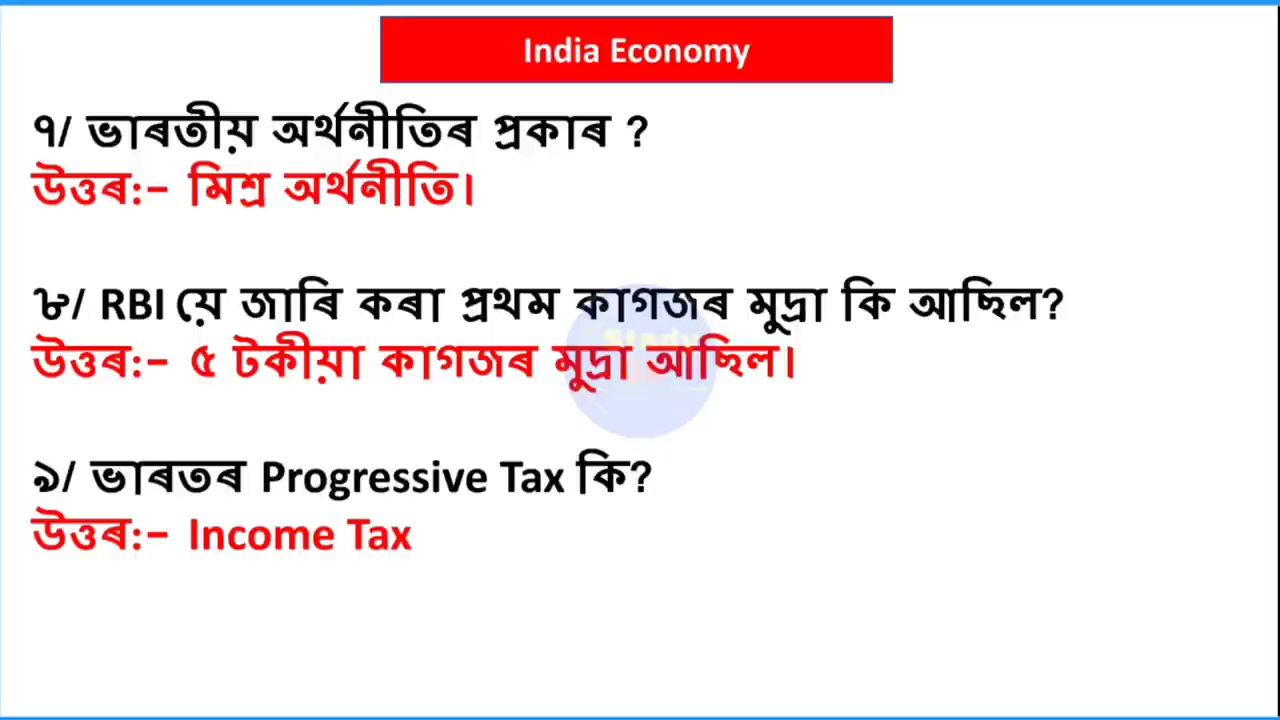 India Economy
৭/ ভাৰতীয় অৰ্থনীতিৰ প্ৰকাৰ ?
উত্তৰ:- মিশ্ৰ অৰ্থনীতি।
৮/ RBI য়ে জাৰি কৰা প্ৰথম কাগজৰ মুদ্ৰা কি আছিল?
উত্তৰ:- ৫ টকীয়া কাগজৰ মুদ্ৰা আছিল।
৯/ ভাৰতৰ Progressive Tax কি?
উত্তৰ:- Income Tax